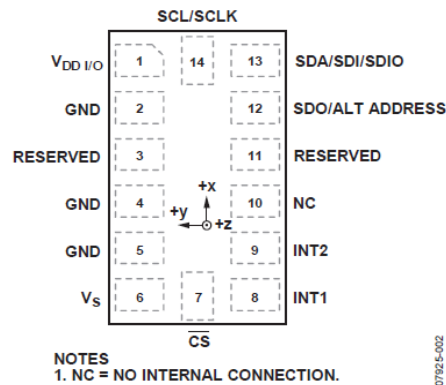 SCL/SCLK
VDD I/O 1 14 13 SDA/SDI/SDIO
GND 2 12 SDO/ALT ADDRESS
RESERVED 3 11 RESERVED
GND 4 +x 10 NC
+y +z
GND 5 9 INT2
VS 6 7 8 INT1
CS
NOTES
1. NC = NO INTERNAL CONNECTION.
07925-002